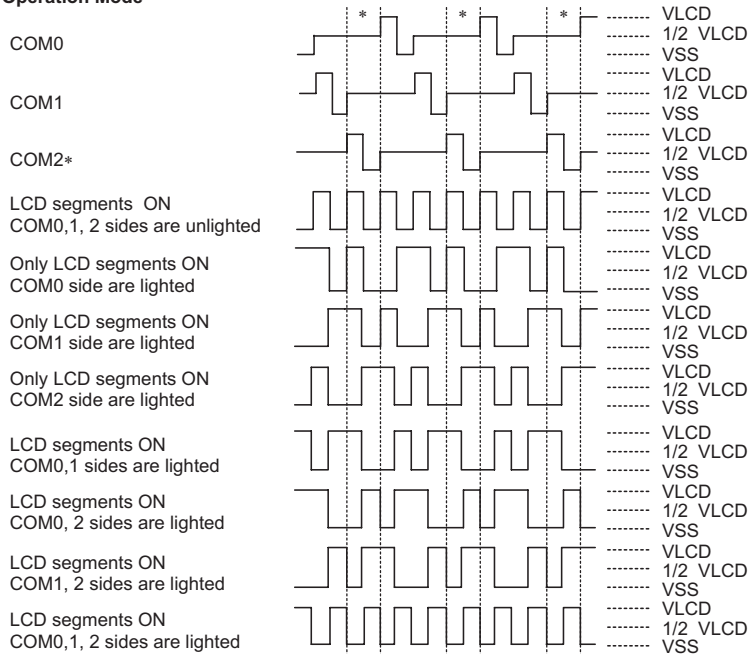 Operation Mode
* * *
COM0
VLCD
1/2 VLCD
VSS
COM1
VLCD
1/2 VLCD
VSS
COM2*
VLCD
1/2 VLCD
VSS
LCD segments ON
COM0,1, 2 sides are unlighted
VLCD
1/2 VLCD
VSS
Only LCD segments ON
COM0 side are lighted
VLCD
1/2 VLCD
VSS
Only LCD segments ON
COM1 side are lighted
VLCD
1/2 VLCD
VSS
Only LCD segments ON
COM2 side are lighted
VLCD
1/2 VLCD
VSS
LCD segments ON
COM0,1 sides are lighted
VLCD
1/2 VLCD
VSS
LCD segments ON
COM0, 2 sides are lighted
VLCD
1/2 VLCD
VSS
LCD segments ON
COM1, 2 sides are lighted
VLCD
1/2 VLCD
VSS
LCD segments ON
COM0,1, 2 sides are lighted
VLCD
1/2 VLCD
VSS